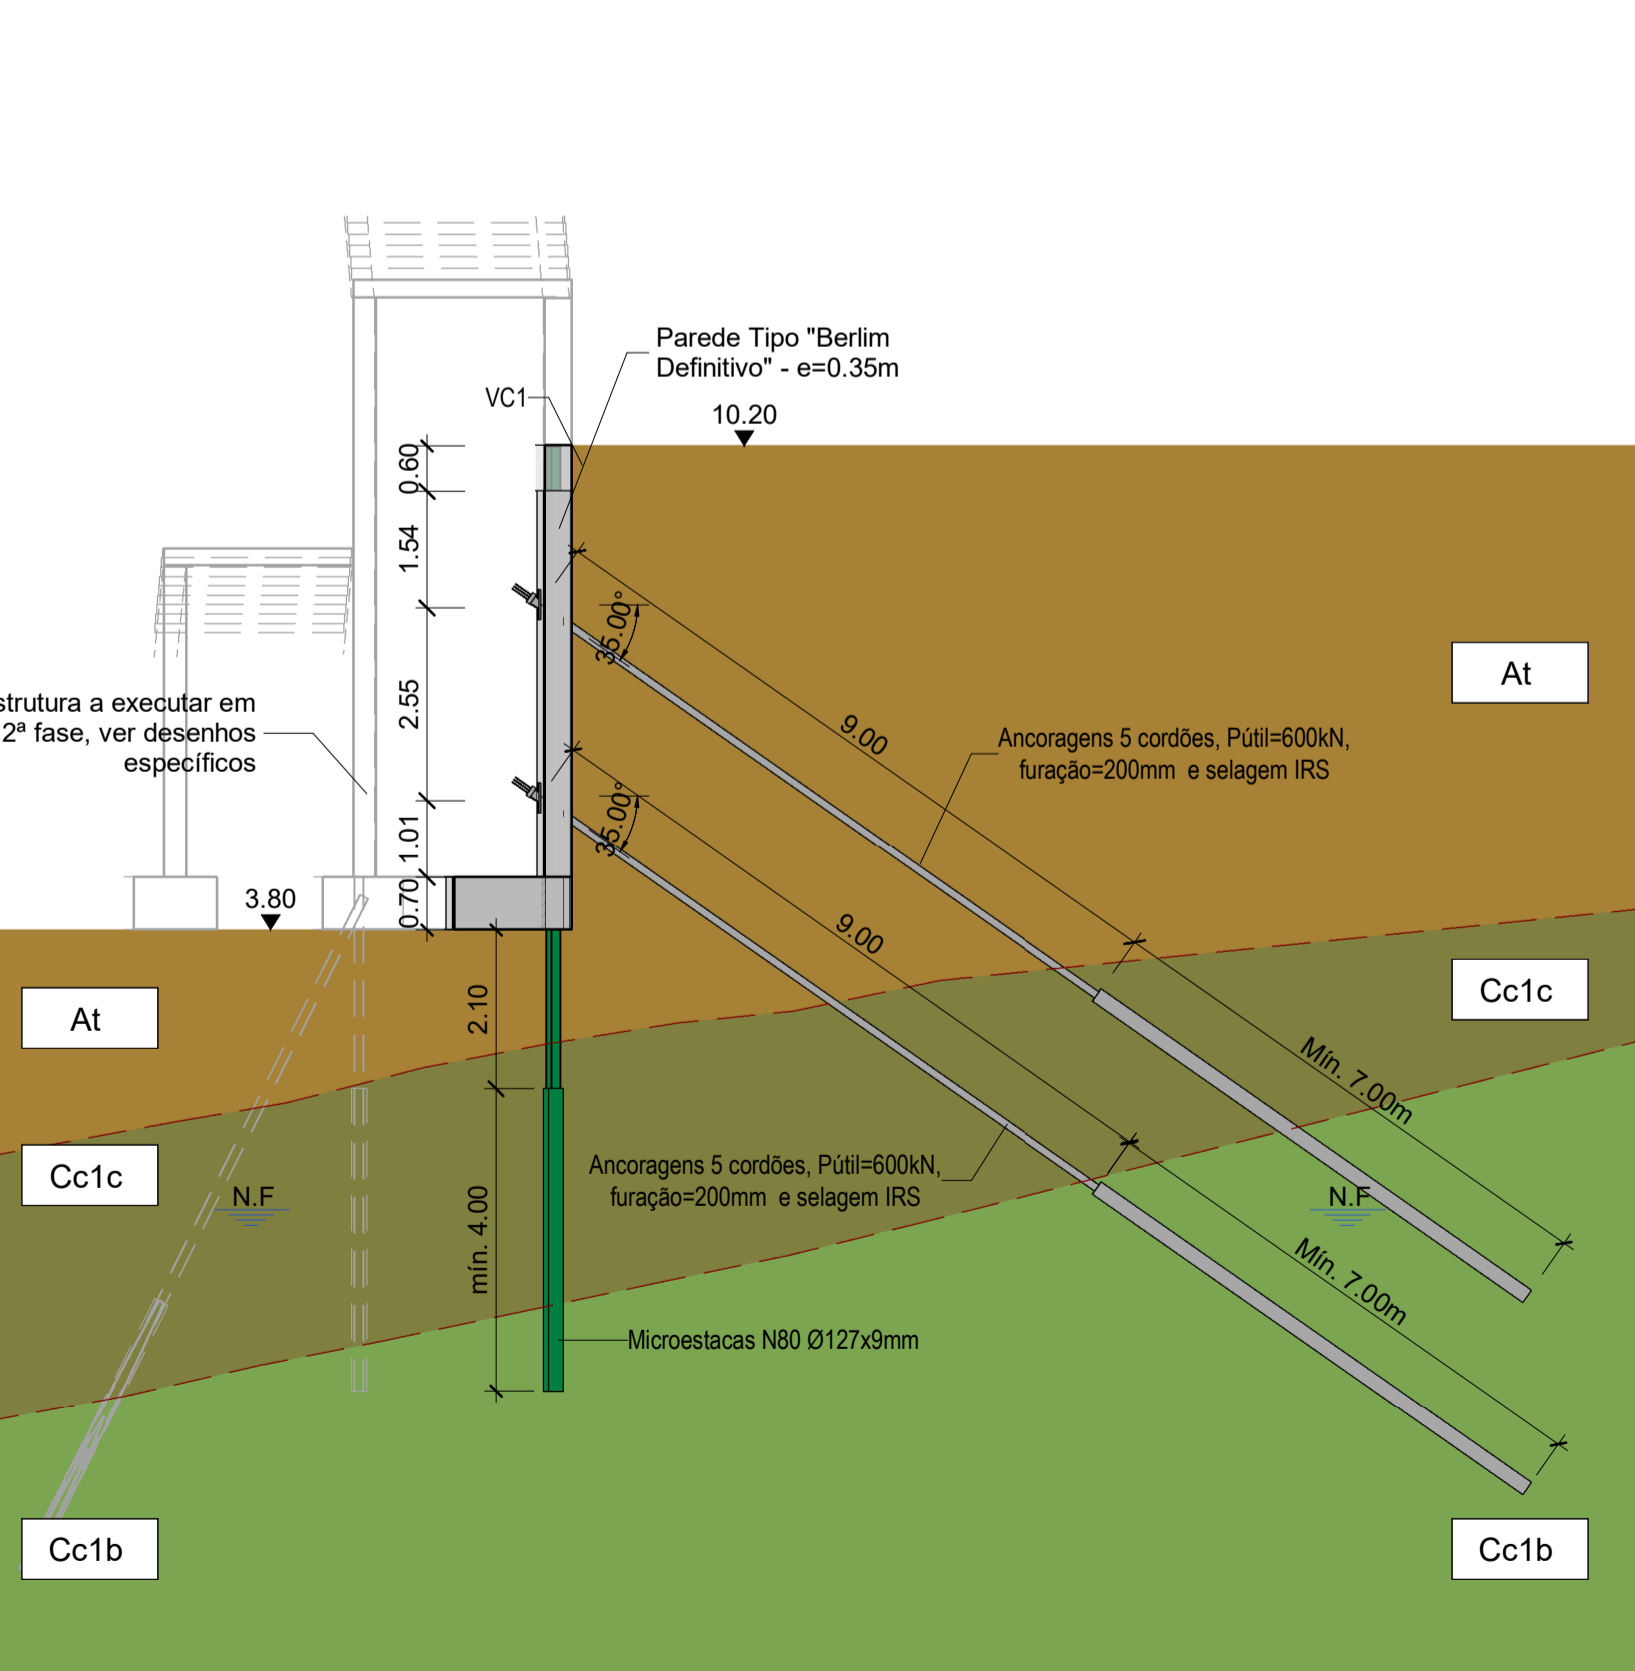 Parede Tipo "Berlim
Definitivo" - e=0.35m
VC1
10.20
0.60
1.54
2.55
1.01
0.70
35.00°
35.00°
9.00
9.00
At
Ancoragens 5 cordões, Pútil=600kN,
furação=200mm e selagem IRS
strutura a executar em
2ª fase, ver desenhos
específicos
3.80
At
2.10
Cc1c
Cc1c
Mín. 7.00m
Ancoragens 5 cordões, Pútil=600kN,
furação=200mm e selagem IRS
N.F
N.F
mín. 4.00
Mín. 7.00m
Microestacas N80 Ø127x9mm
Cc1b
Cc1b